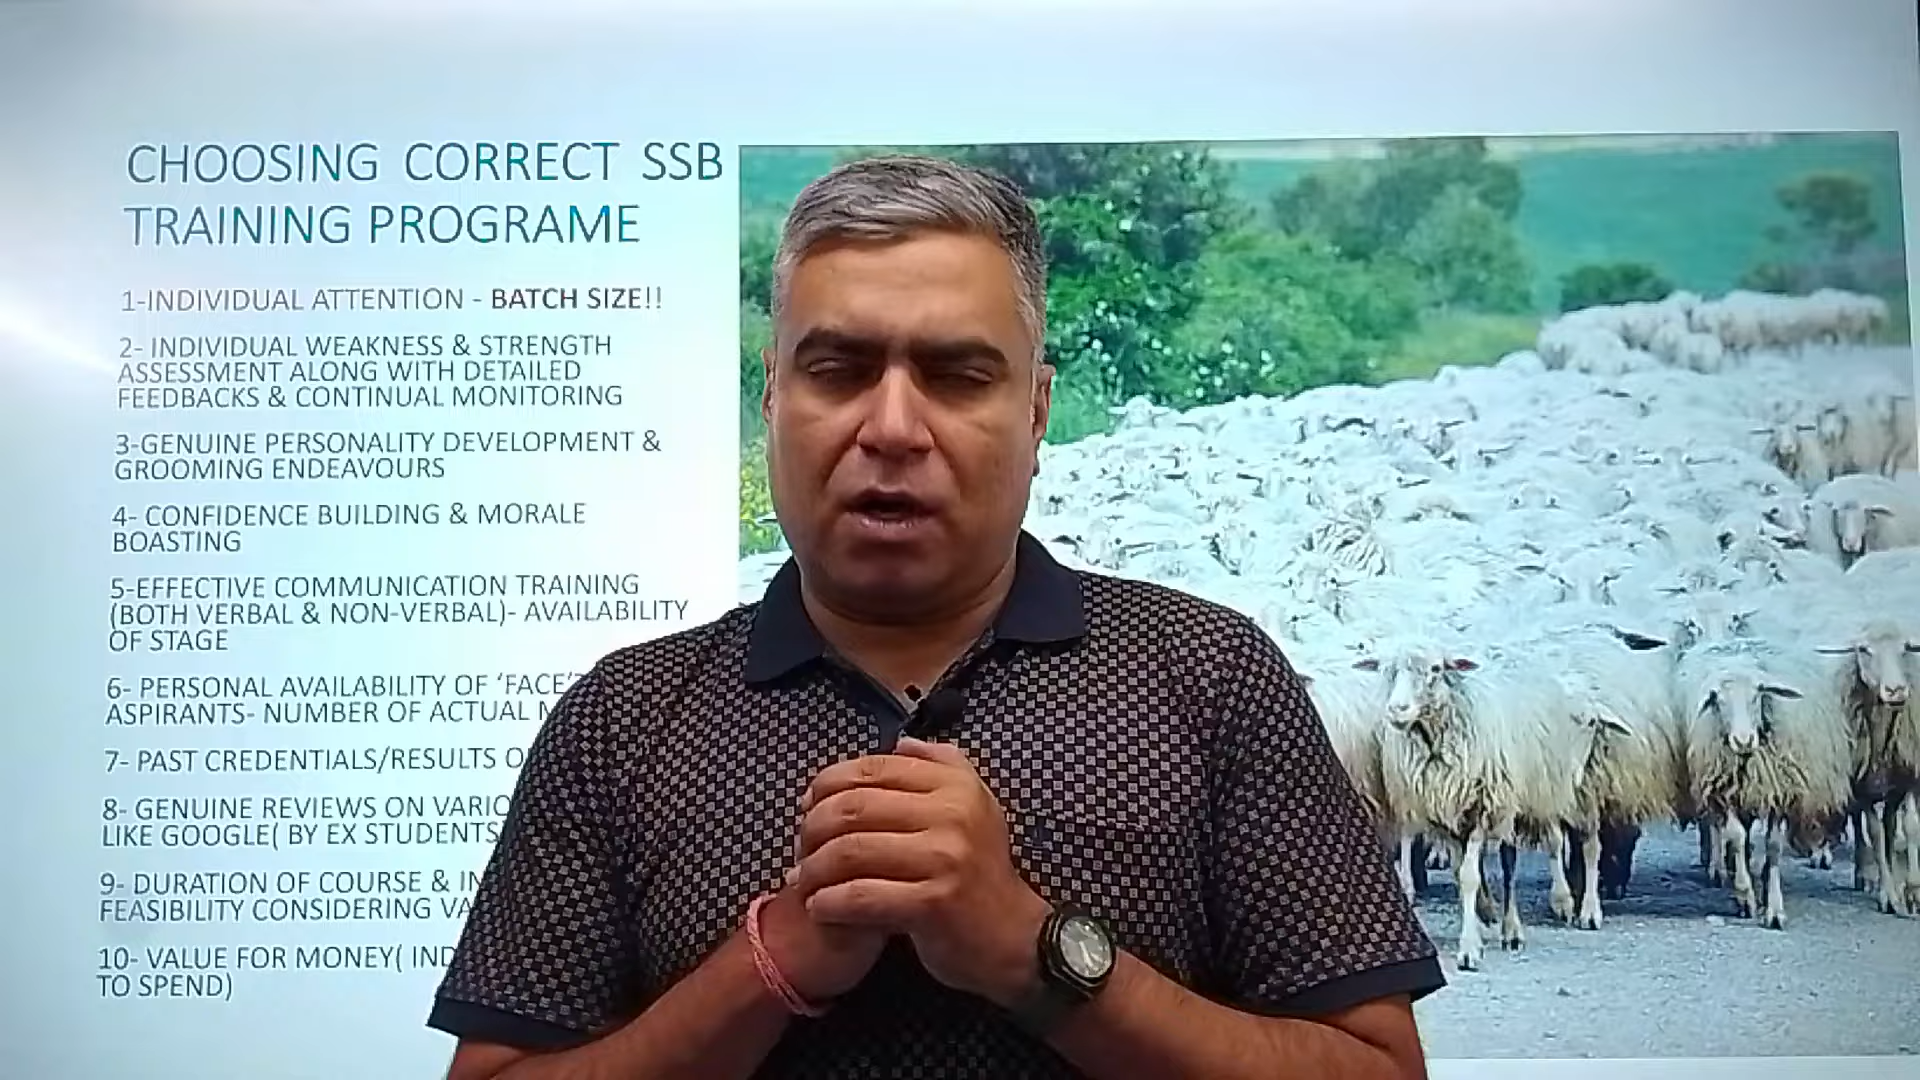 CHOOSING CORRECT SSB
TRAINING PROGRAME
1-INDIVIDUAL ATTENTION - BATCH SIZE!!
2- INDIVIDUAL WEAKNESS & STRENGTH
ASSESSMENT ALONG WITH DETAILED
FEEDBACKS & CONTINUAL MONITORING
3-GENUINE PERSONALITY DEVELOPMENT &
GROOMING ENDEAVOURS
4- CONFIDENCE BUILDING & MORALE
BOASTING
5-EFFECTIVE COMMUNICATION TRAINING
(BOTH VERBAL & NON-VERBAL)- AVAILABILITY
OF STAGE
6- PERSONAL AVAILABILITY OF 'FACE'
ASPIRANTS- NUMBER OF ACTUAL
7- PAST CREDENTIALS/RESULTS
8- GENUINE REVIEWS ON
LIKE GOOGLE( BY EX STUDENTS
9- DURATION OF COURSE &
FEASIBILITY CONSIDERING
10- VALUE FOR MONEY(
TO SPEND)